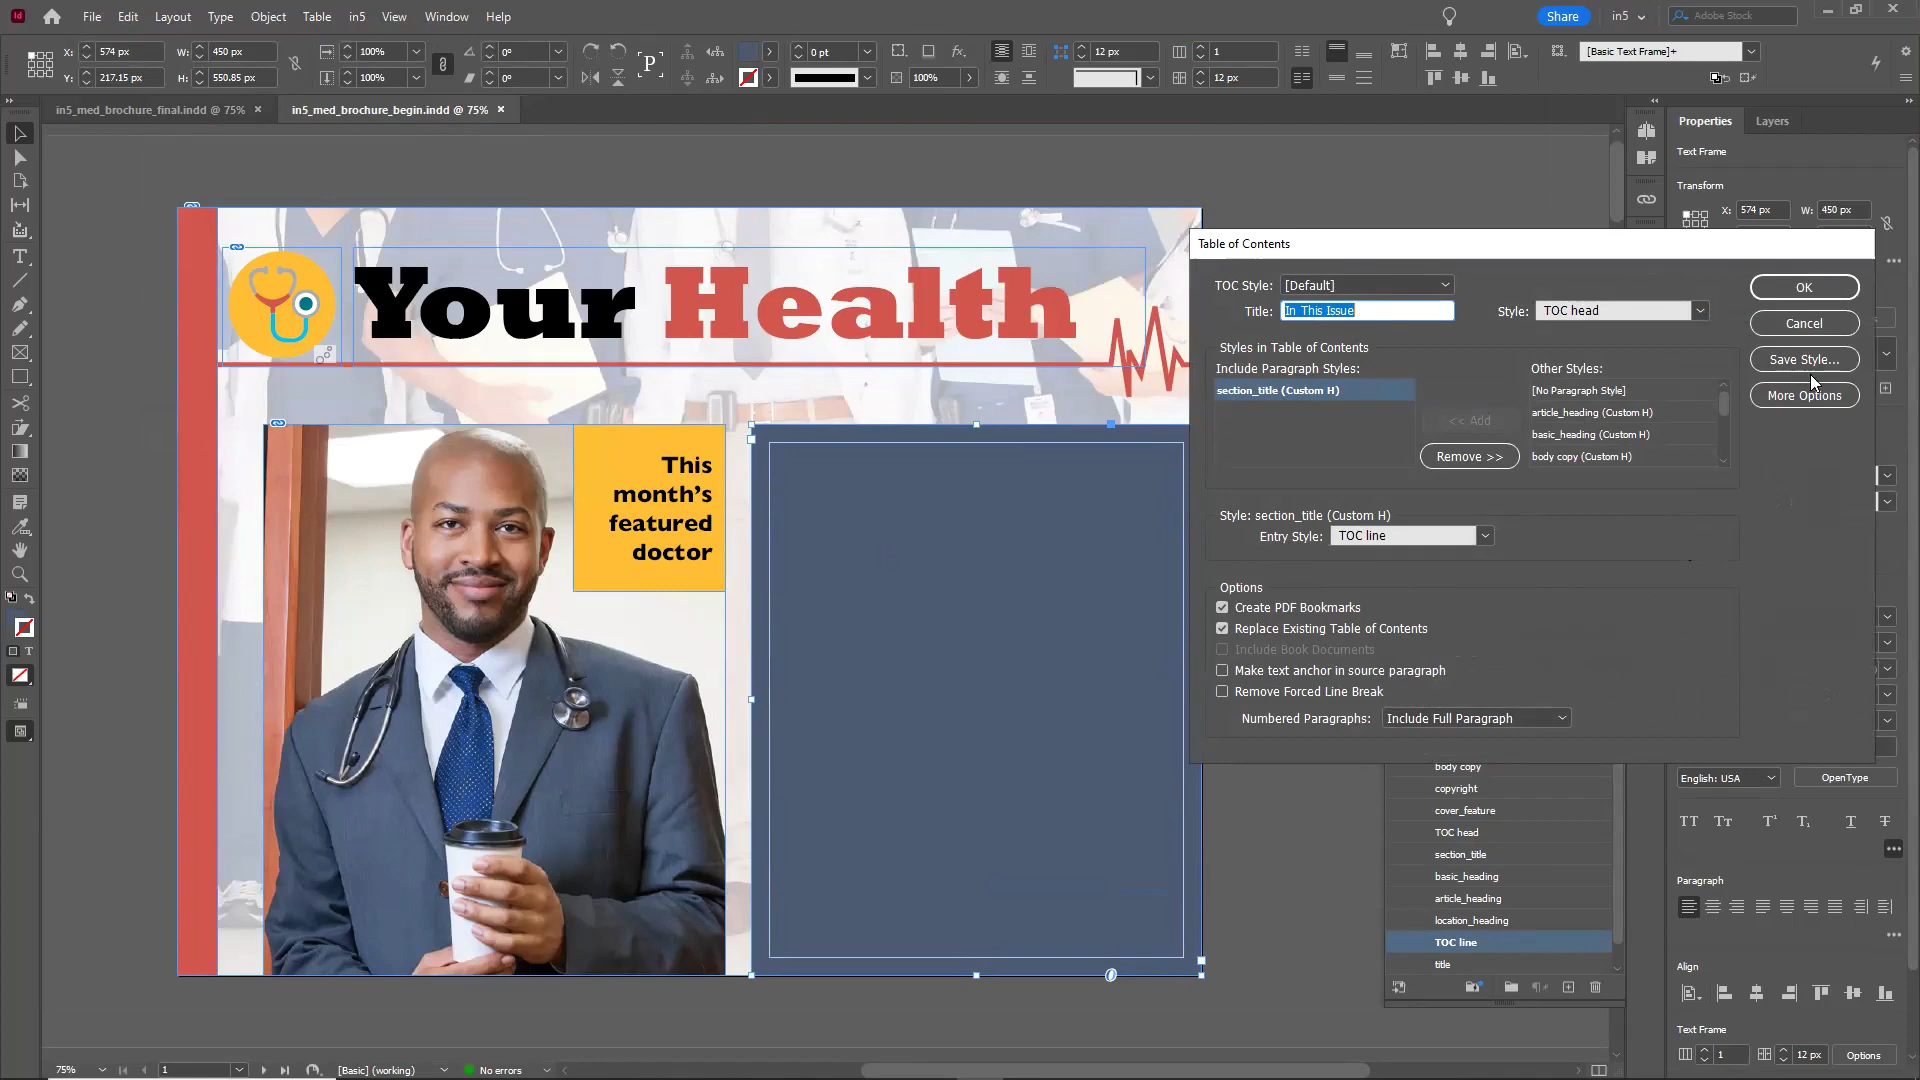 File Edit Layout Type Object Table in5 View Window Help
Share in5 Adobe Stock
X: 574 px W: 450 px 100% 0° 0 pt fx. 12 px 1 [Basic Text Frame]+
Y: 217.15 px H: 550.85 px 100% 0° 100% 12 px
in5_med_brochure_final.indd @ 75% × in5_med_brochure_begin.indd @ 75% ×
Properties Layers
Text Frame
Transform
X: 574 px W: 450 px
Your Health
This
month's
featured
doctor
Table of Contents
TOC Style: [Default]
Title: In This Issue Style: TOC head
Styles in Table of Contents
Include Paragraph Styles: Other Styles:
section_title (Custom H) [No Paragraph Style]
article_heading (Custom H)
<< Add basic_heading (Custom H)
Remove >> body copy (Custom H)
Style: section_title (Custom H)
Entry Style: TOC line
Options
Create PDF Bookmarks
Replace Existing Table of Contents
Include Book Documents
Make text anchor in source paragraph
Remove Forced Line Break
Numbered Paragraphs: Include Full Paragraph
OK
Cancel
Save Style...
More Options
body copy
copyright
cover_feature
TOC head
section_title
basic_heading
article_heading
location_heading
TOC line
title
English: USA OpenType
TT Tt T¹ T₁ T T
Paragraph
Align
Text Frame
1 12 px Options
75% 1 [Basic] (working) No errors